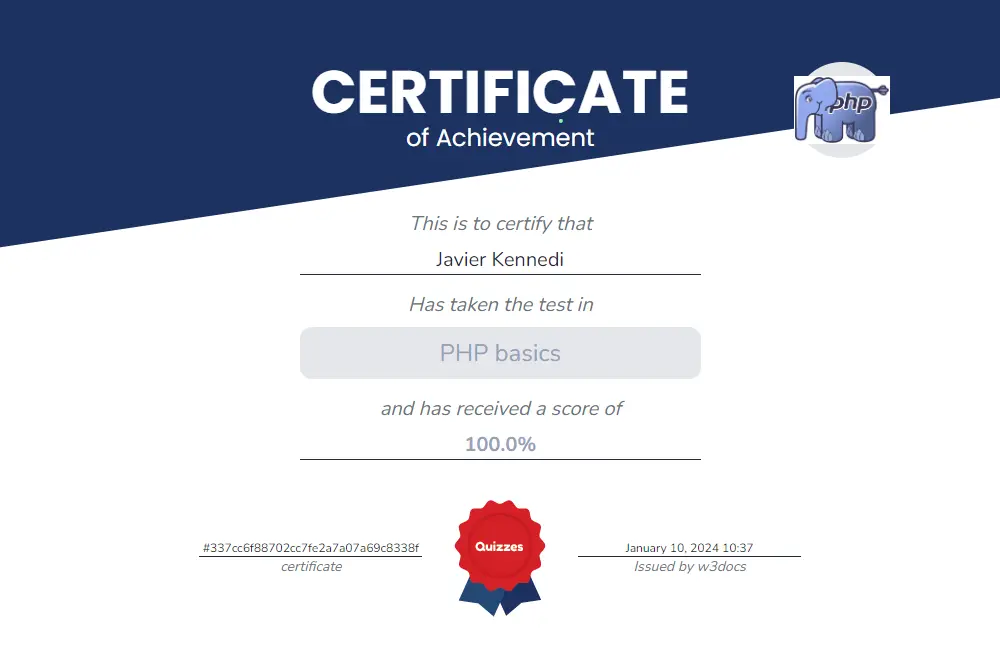 CERTIFICATE
of Achievement
php
This is to certify that
Javier Kennedi
Has taken the test in
PHP basics
and has received a score of
100.0%
#337cc6f88702cc7fe2a7a07a69c8338f
certificate
Quizzes
January 10, 2024 10:37
Issued by w3docs